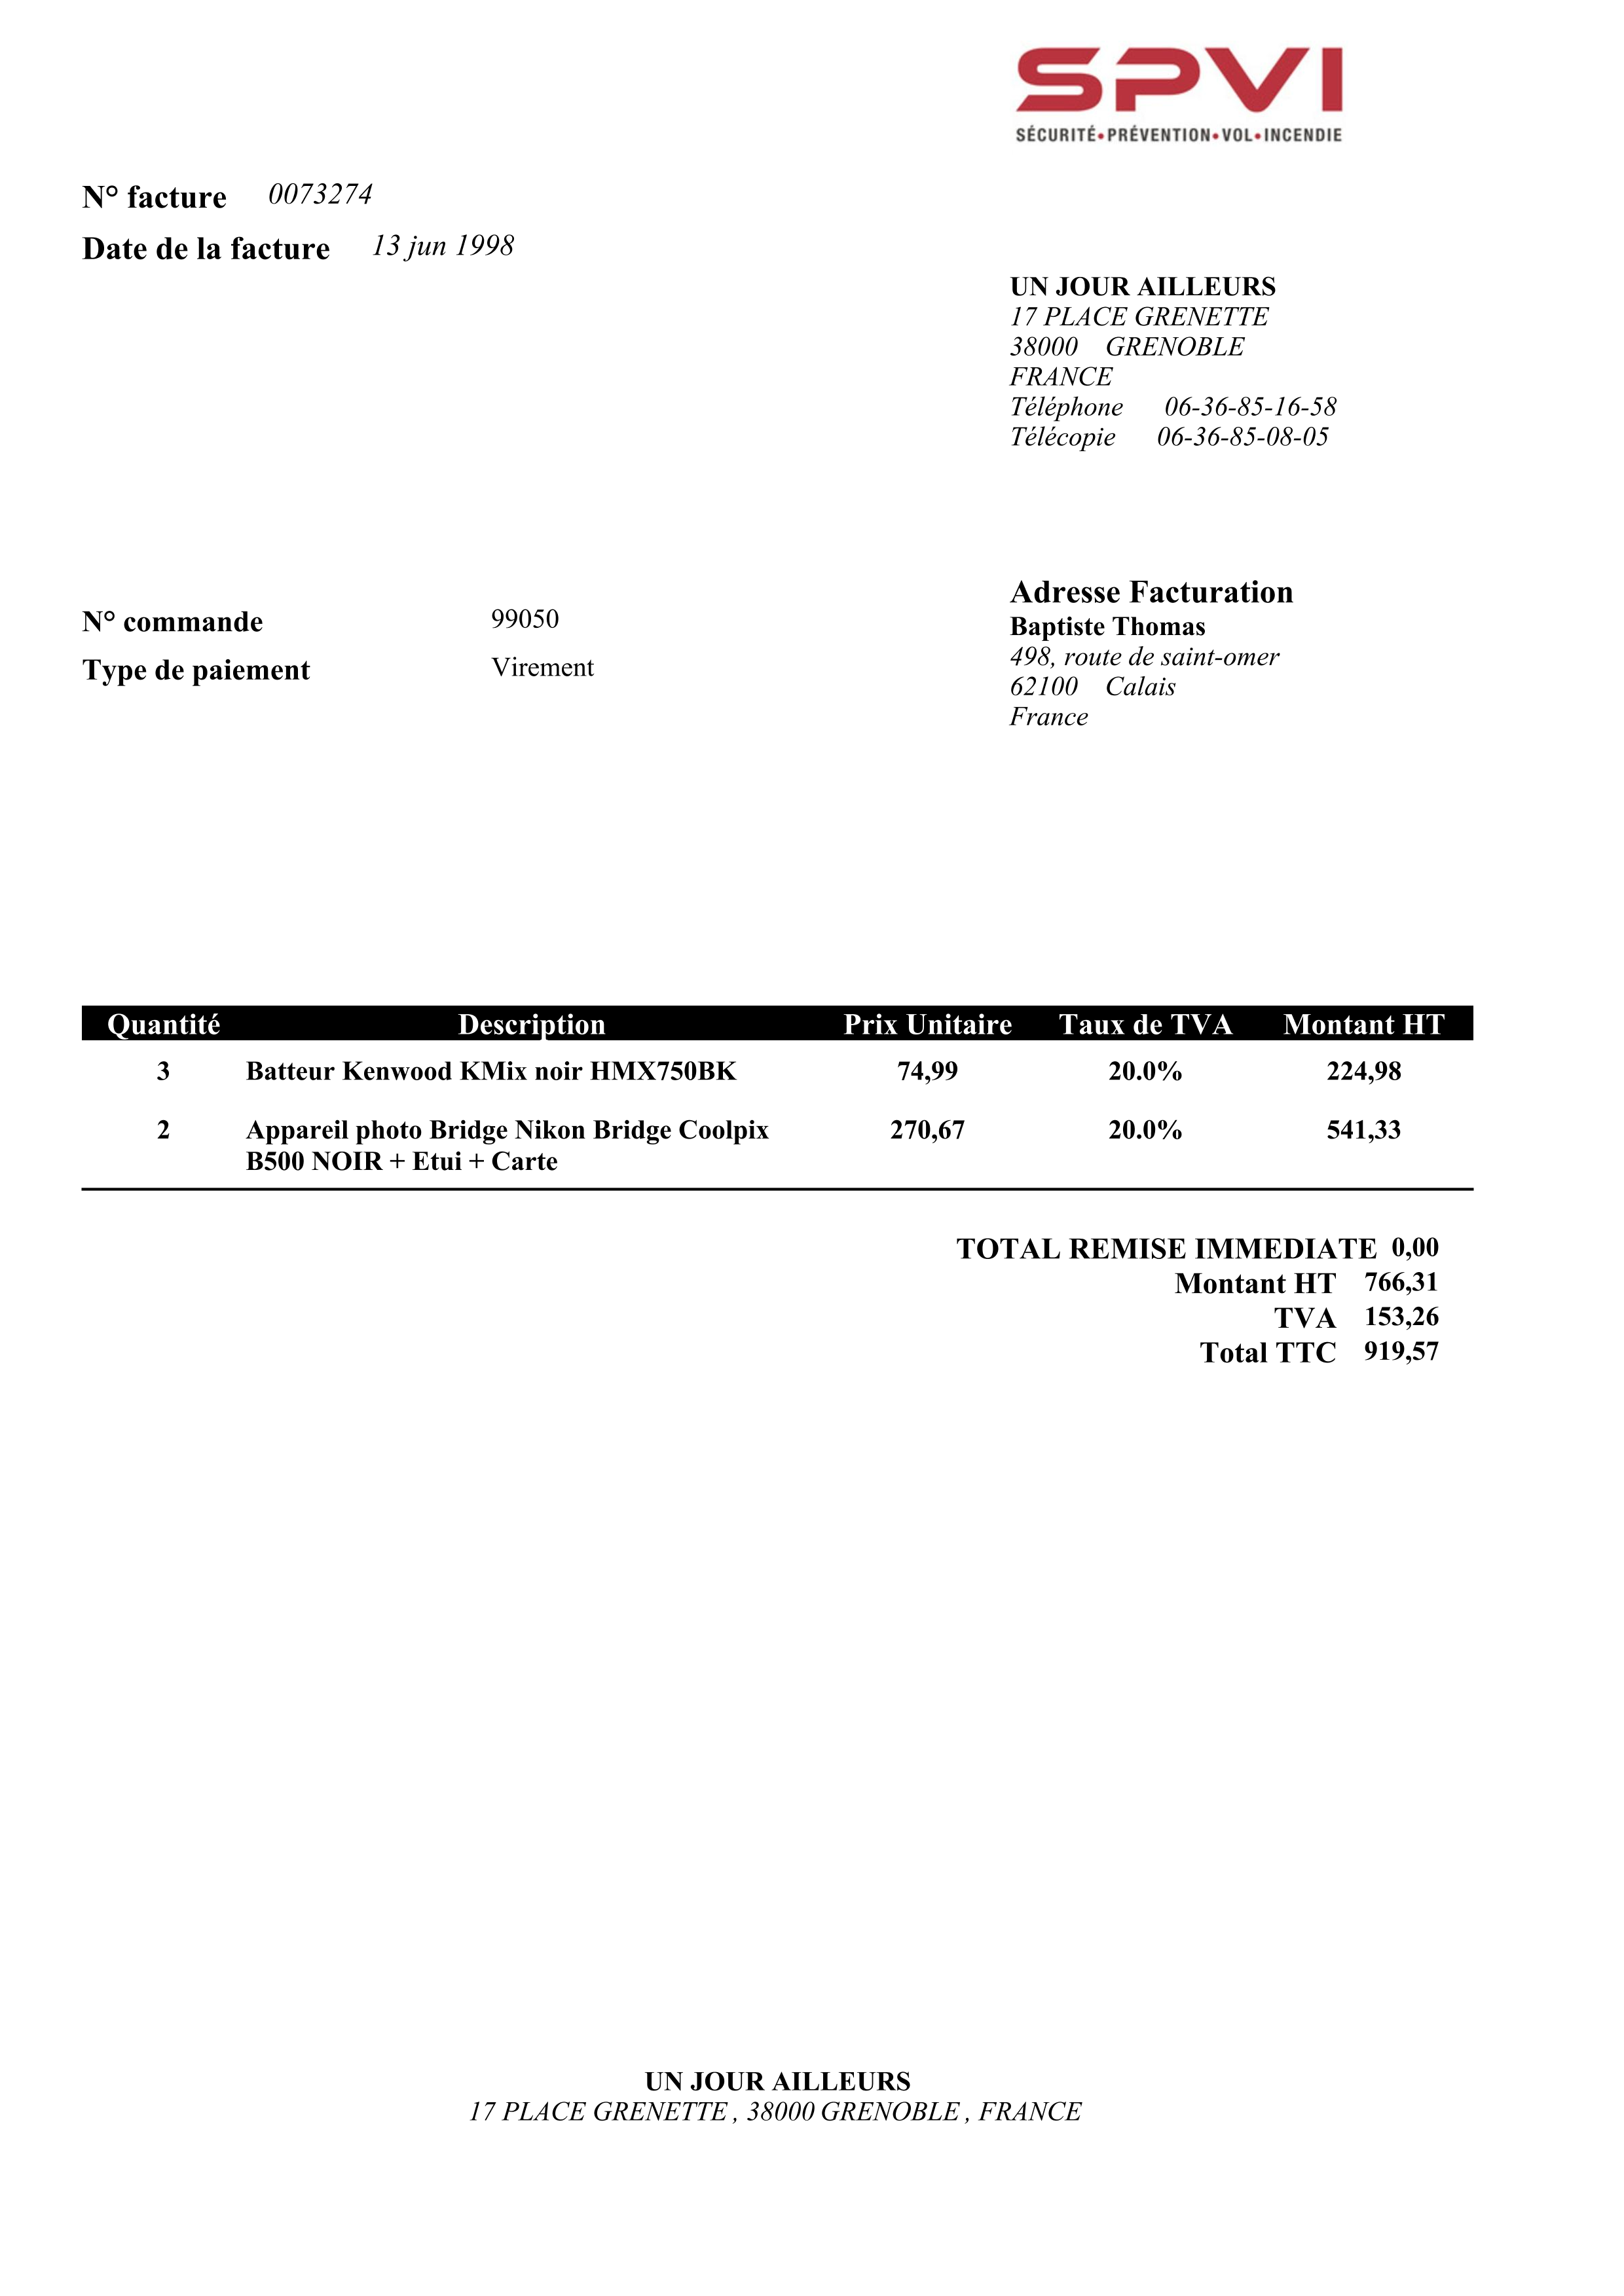 SPVI
SÉCURITÉ•PRÉVENTION•VOL•INCENDIE
N° facture 0073274
Date de la facture 13 jun 1998
UN JOUR AILLEURS
17 PLACE GRENETTE
38000 GRENOBLE
FRANCE
Téléphone 06-36-85-16-58
Télécopie 06-36-85-08-05
N° commande 99050
Type de paiement Virement
Adresse Facturation
Baptiste Thomas
498, route de saint-omer
62100 Calais
France
Quantité Description Prix Unitaire Taux de TVA Montant HT
3 Batteur Kenwood KMix noir HMX750BK 74,99 20.0% 224,98
2 Appareil photo Bridge Nikon Bridge Coolpix 270,67 20.0% 541,33
B500 NOIR + Etui + Carte
TOTAL REMISE IMMEDIATE 0,00
Montant HT 766,31
TVA 153,26
Total TTC 919,57
UN JOUR AILLEURS
17 PLACE GRENETTE , 38000 GRENOBLE , FRANCE